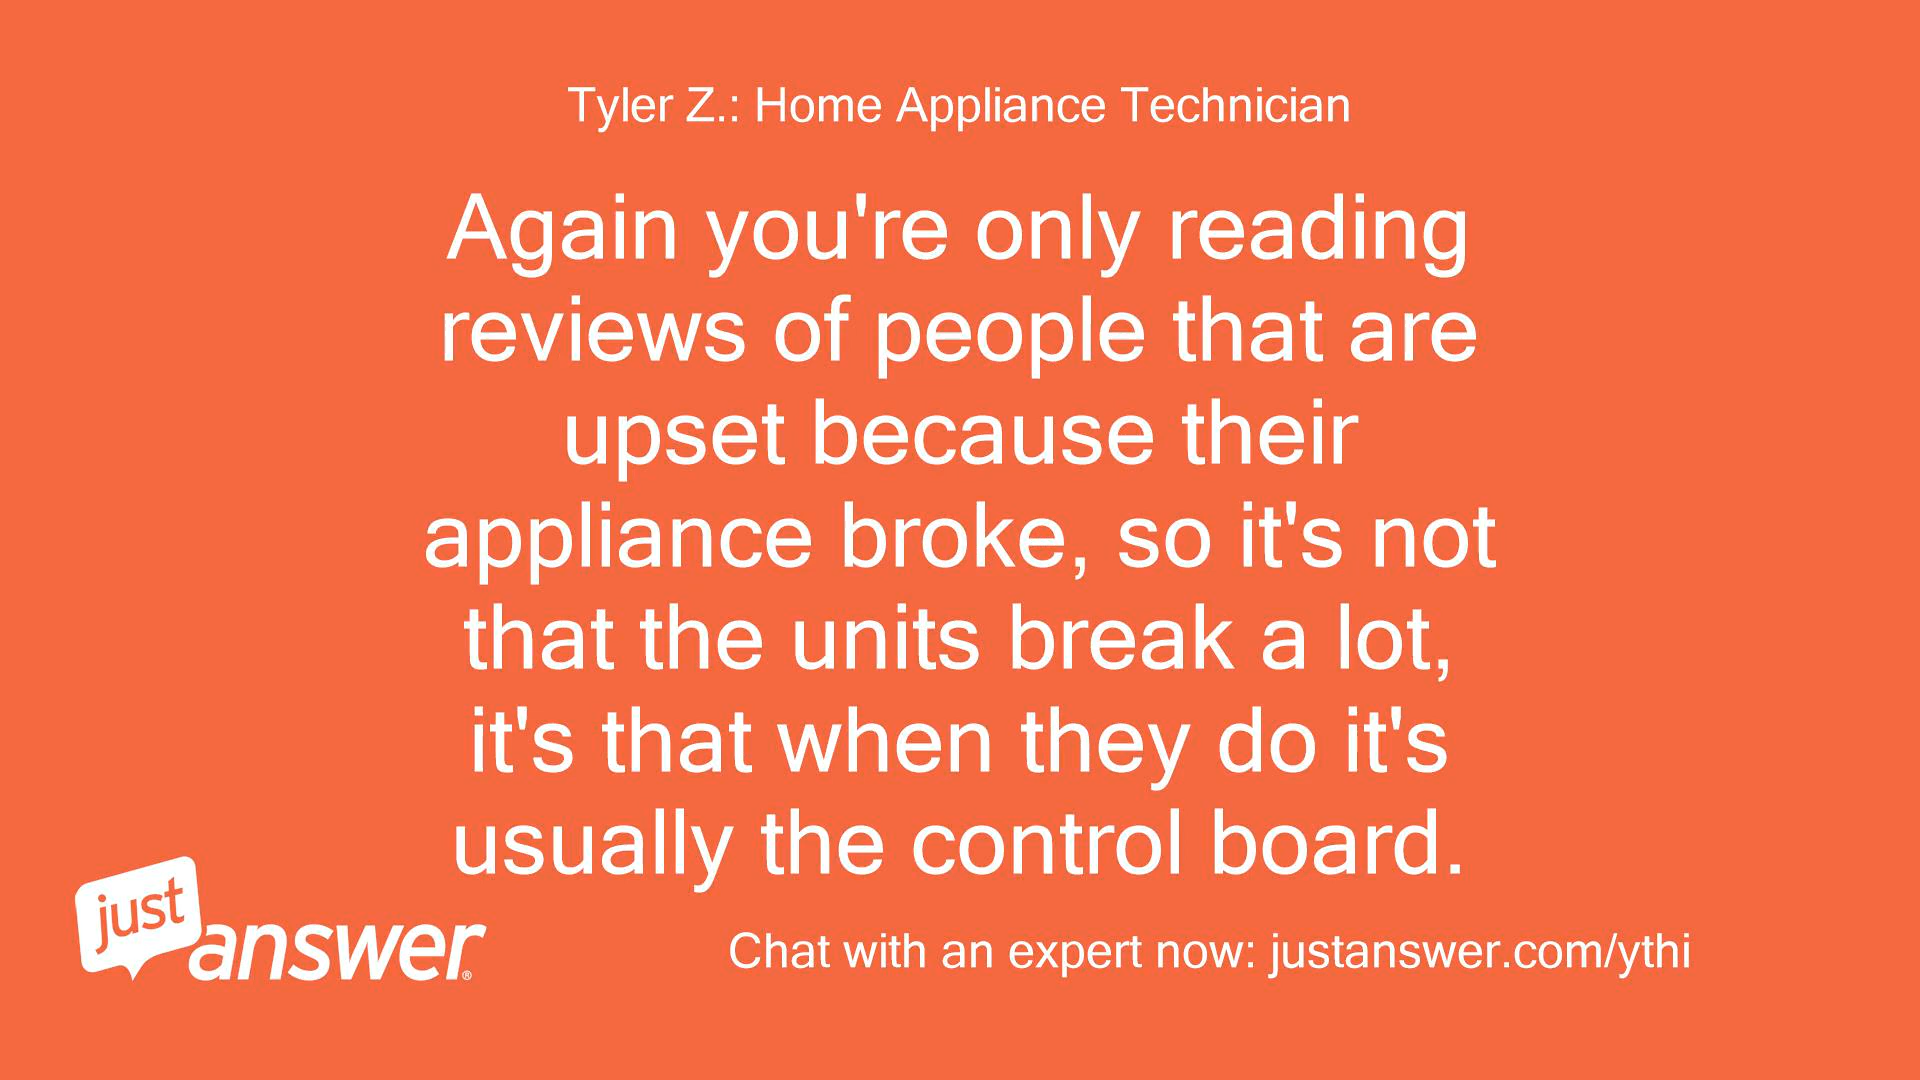 Tyler Z.: Home Appliance Technician
Again you're only reading
reviews of people that are
upset because their
appliance broke, so it's not
that the units break a lot,
it's that when they do it's
usually the control board.
just
answer®
Chat with an expert now: justanswer.com/ythi